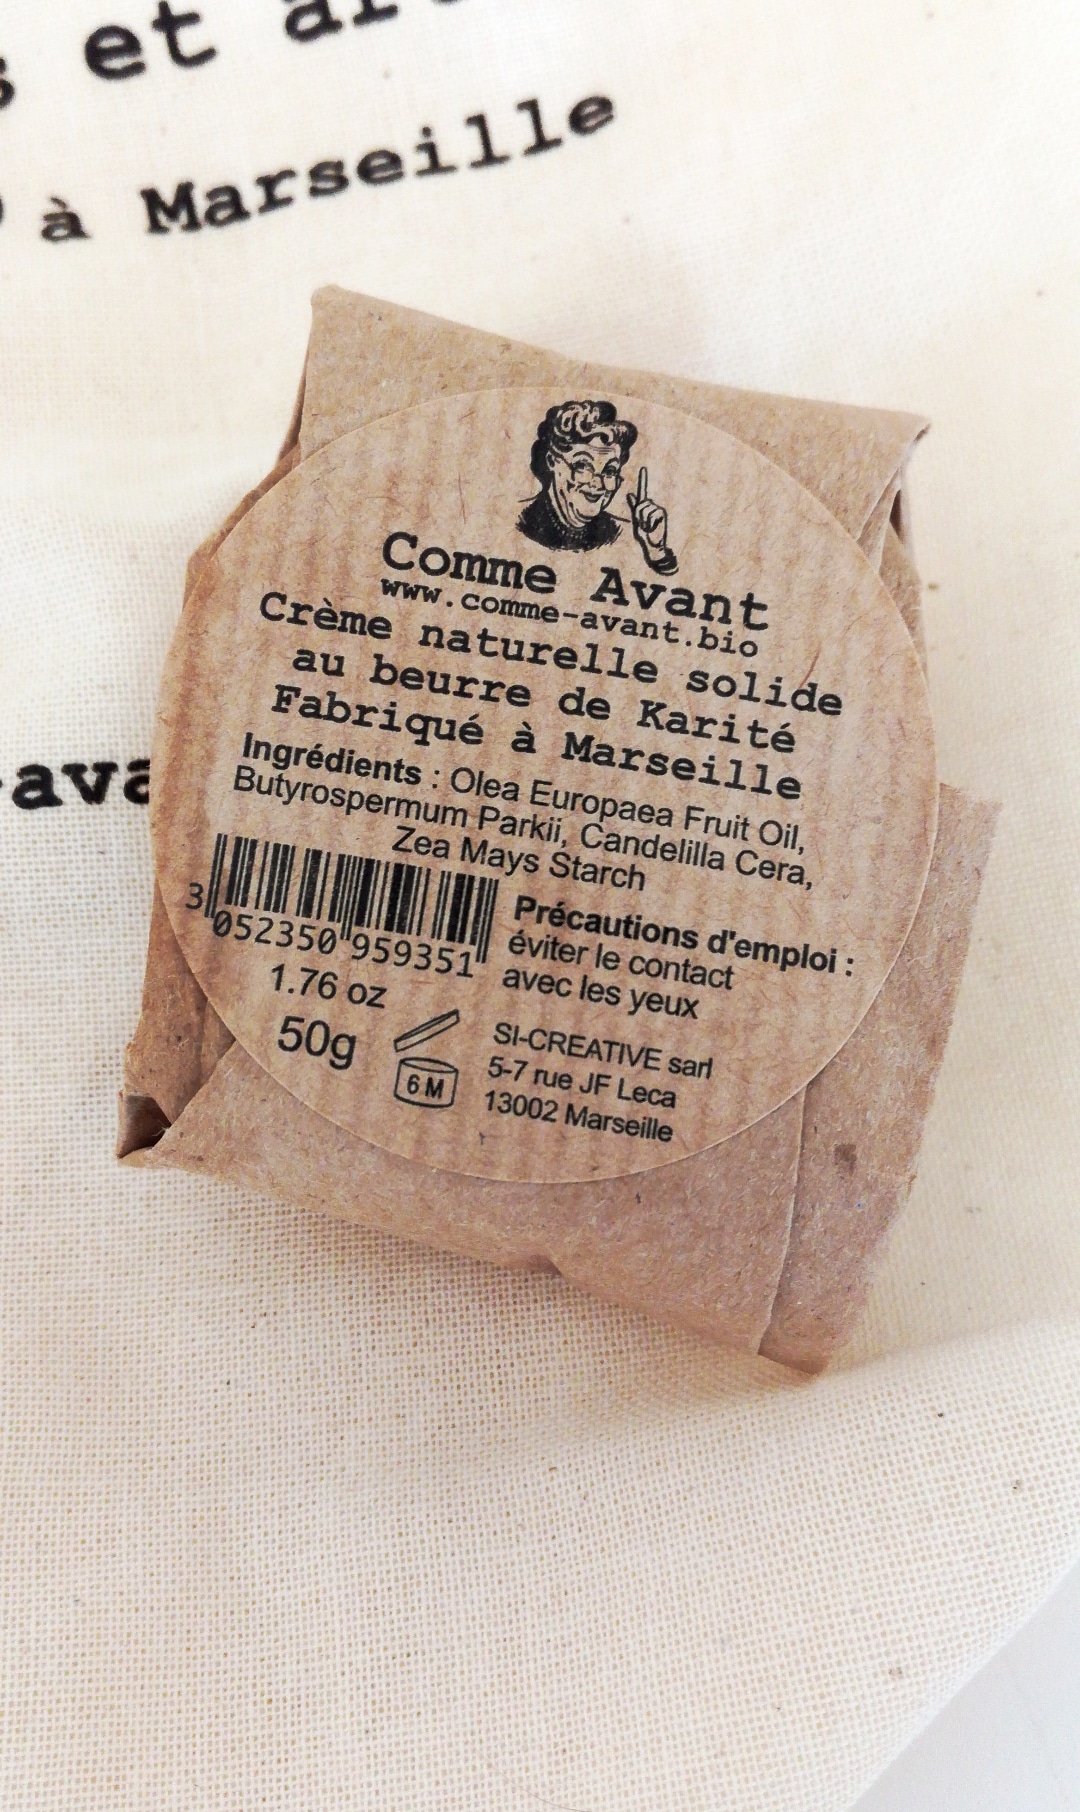 et
à Marseille
-ava
Comme Avant
www.comme-avant.bio
Crème naturelle solide
au beurre de Karité
Fabriqué à Marseille
Ingrédients : Olea Europaea Fruit Oil,
Butyrospermum Parkii, Candelilla Cera,
Zea Mays Starch
3 052350 959351
Précautions d'emploi :
éviter le contact
avec les yeux
1.76 oz
50g
6 M
SI-CREATIVE sarl
5-7 rue JF Leca
13002 Marseille